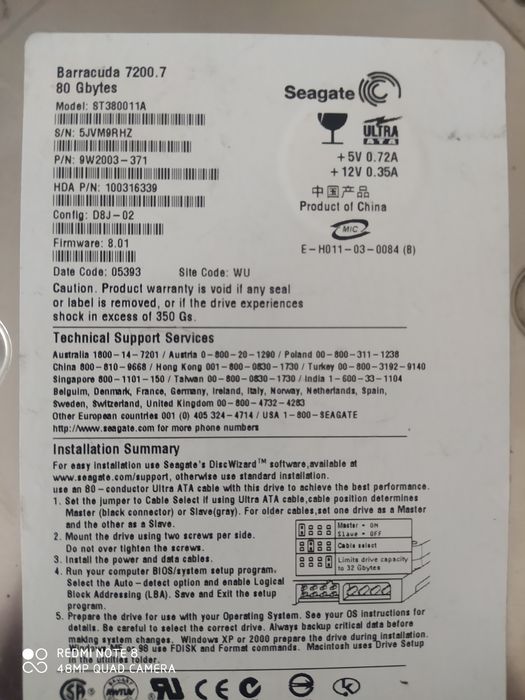 Barracuda 7200.7
80 Gbytes
Model: ST380011A
S/N: 5JVM9RHZ
P/N: 9W2003-371
HDA P/N: 100316339
Config: D8J-02
Firmware: 8.01
Date Code: 05393 Site Code: WU
Seagate
ULTRA
ATA
+5V 0.72A
+12V 0.35A
中国产品
Product of China
MIC
E-H011-03-0084 (B)
Caution. Product warranty is void if any seal
or label is removed, or if the drive experiences
shock in excess of 350 Gs.
Technical Support Services
Australia 1800-14-7201 / Austria 0-800-20-1290 / Poland 00-800-311-1238
China 800-810-9668 / Hong Kong 001-800-0830-1730 / Turkey 00-800-3192-9140
Singapore 800-1101-150 / Taiwan 00-800-0830-1730 / India 1-600-33-1104
Belguim, Denmark, France, Germany, Ireland, Italy, Norway, Netherlands, Spain,
Sweden, Switzerland, United Kingdom 00-800-4732-4283
Other European countries 001 (0) 405 324-4714 / USA 1-800-SEAGATE
http://www.seagate.com for more phone numbers
Installation Summary
For easy installation use Seagate's DiscWizard™ software,available at
www.seagate.com/support, otherwise use standard installation.
use an 80-conductor Ultra ATA cable with this drive to achieve the best performance.
1. Set the jumper to Cable Select if using Ultra ATA cable,cable position determines
Master (black connector) or Slave(gray). For older cables,set one drive as a Master
and the other as a Slave.
2. Mount the drive using two screws per side.
Do not over tighten the screws.
3. Install the power and data cables.
4. Run your computer BIOS/system setup program.
Select the Auto-detect option and enable Logical
Block Addressing (LBA). Save and Exit the setup
program.
Master = ON
Slave = OFF
Cable select
Limits drive capacity
to 32 Gbytes
5. Prepare the drive for use with your Operating System. See your OS instructions for
details. Be careful to select the correct drive. Always backup critical data before
making system changes. Windows XP or 2000 prepare the drive during installation.
98 use FDISK and Format commands. Macintosh uses Drive Setup
in the utilities folder.
REDMI NOTE 8
48MP QUAD CAMERA